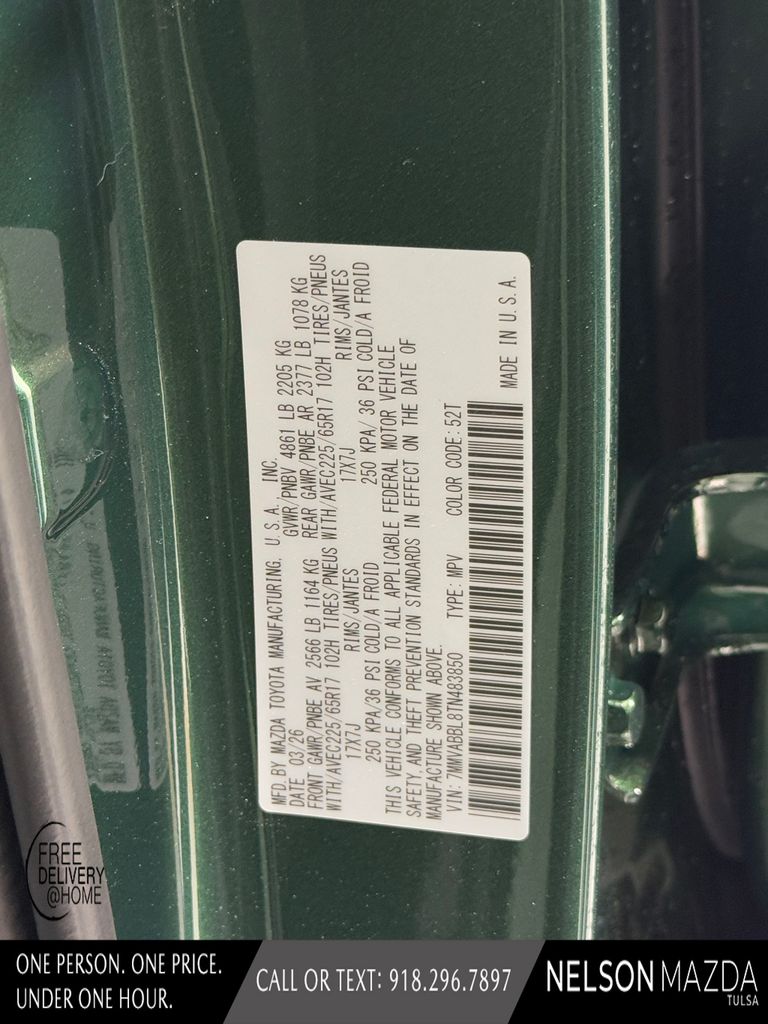 MFD BY MAZDA TOYOTA MANUFACTURING, U.S.A., INC.
DATE 03/26 GVWR/PNBV 4861 LB 2205 KG
FRONT GAWR/PNBE AV 2566 LB 1164 KG REAR GAWR/PNBE AR 2377 LB 1078 KG
WITH/AVEC225/65R17 102H TIRES/PNEUS WITH/AVEC225/65R17 102H TIRES/PNEUS
17X7J RIMS/JANTES 17X7J RIMS/JANTES
250 KPA/36 PSI COLD/A FROID 250 KPA/36 PSI COLD/A FROID
THIS VEHICLE CONFORMS TO ALL APPLICABLE FEDERAL MOTOR VEHICLE
SAFETY, AND THEFT PREVENTION STANDARDS IN EFFECT ON THE DATE OF
MANUFACTURE SHOWN ABOVE.
VIN:7MMVABBL8TN483850 TYPE:MPV COLOR CODE:52T
MADE IN U.S.A.
FREE
DELIVERY
@HOME
ONE PERSON. ONE PRICE.
UNDER ONE HOUR.
CALL OR TEXT: 918.296.7897
NELSON MAZDA
TULSA